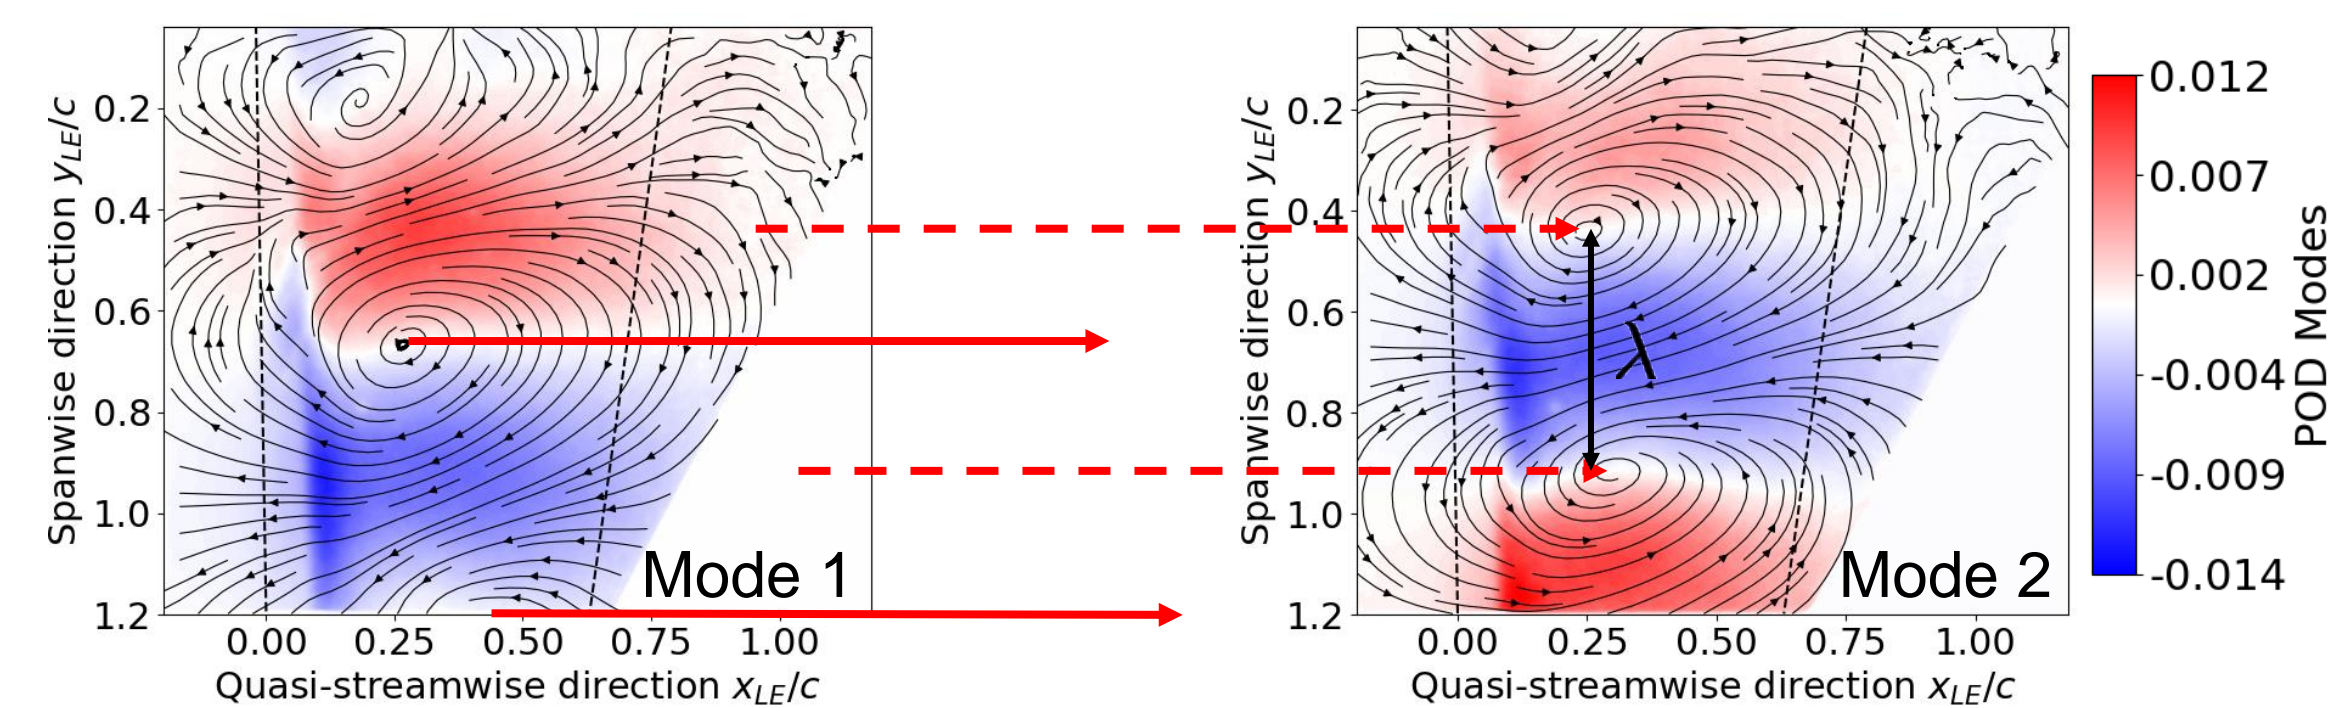 Spanwise direction y_LE/c
0.2
0.4
0.6
0.8
1.0
1.2
Mode 1
0.00 0.25 0.50 0.75 1.00
Quasi-streamwise direction x_LE/c
Spanwise direction y_LE/c
0.2
0.4
0.6
0.8
1.0
1.2
λ
Mode 2
0.00 0.25 0.50 0.75 1.00
Quasi-streamwise direction x_LE/c
0.012
0.007
0.002
-0.004
-0.009
-0.014
POD Modes